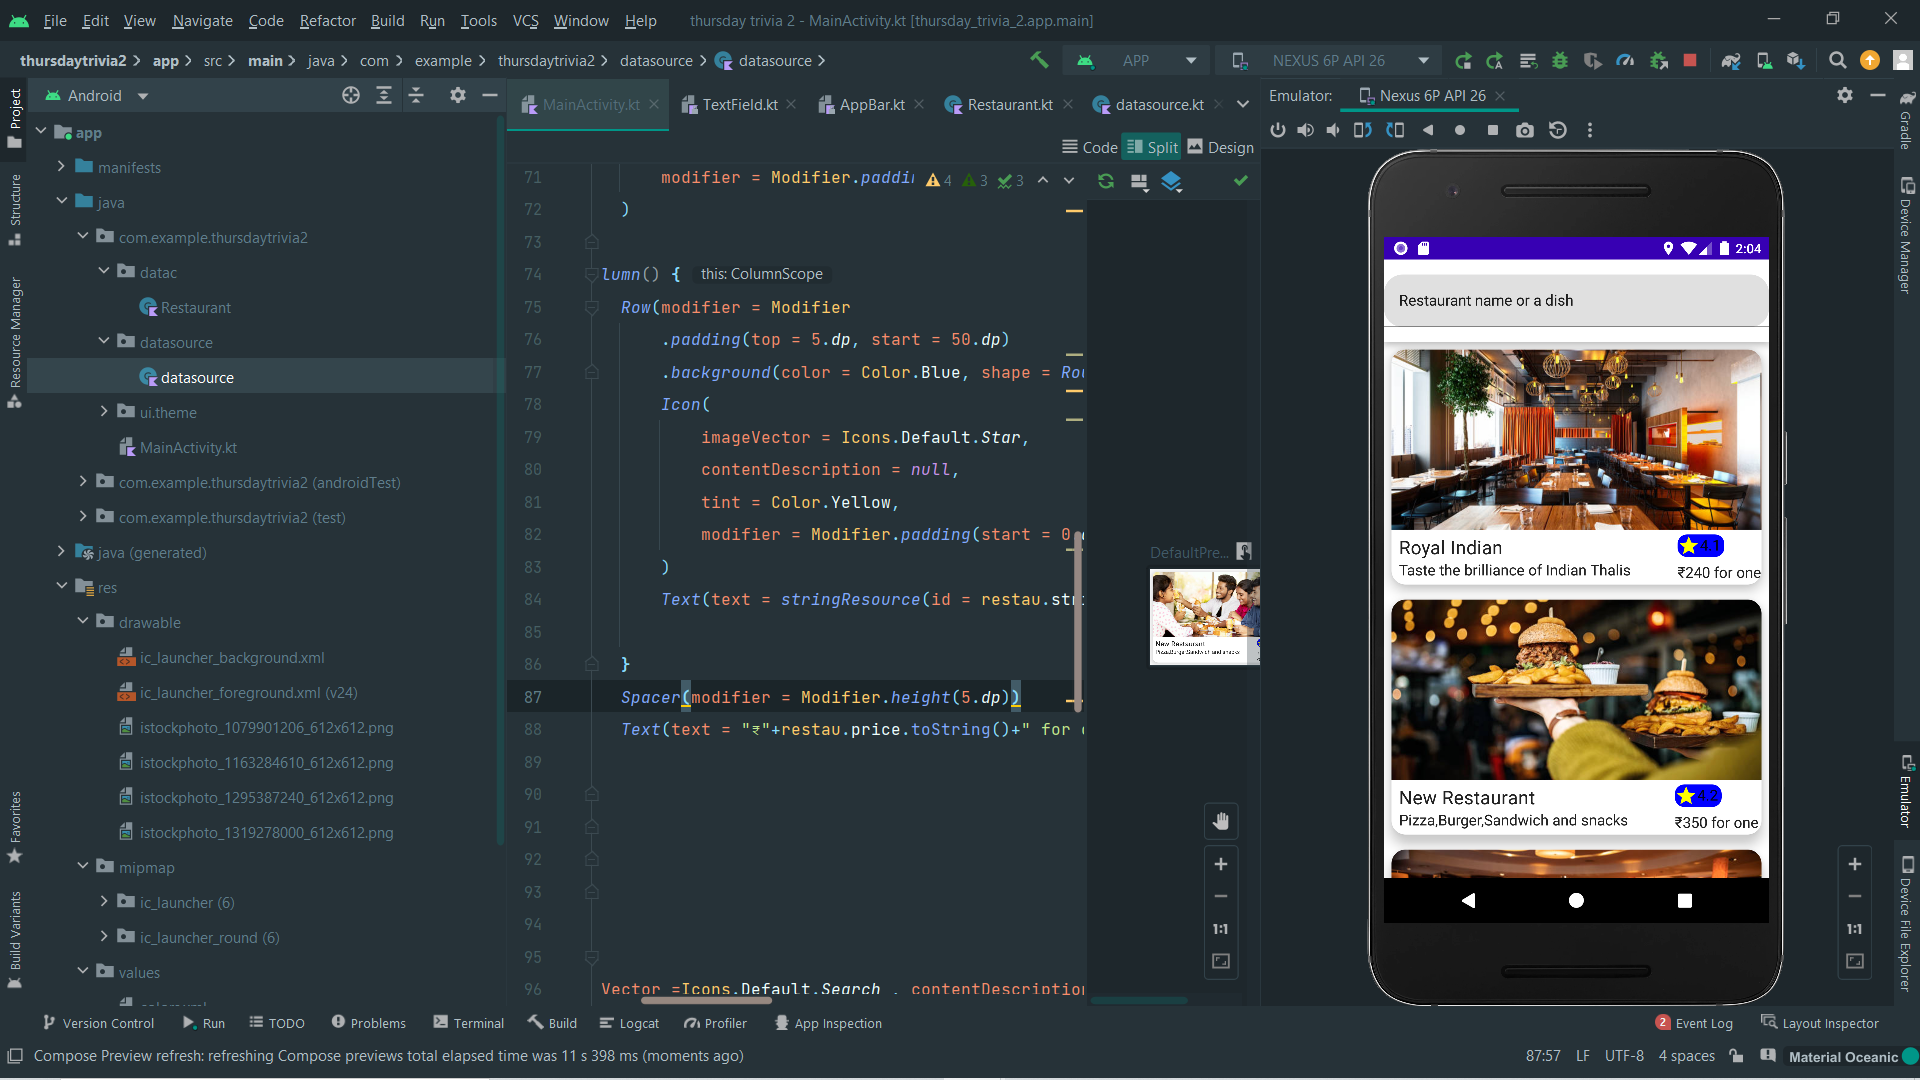 File Edit View Navigate Code Refactor Build Run Tools VCS Window Help thursday trivia 2 - MainActivity.kt [thursday_trivia_2.app.main]
thursdaytrivia2 app src main java com example thursdaytrivia2 datasource datasource APP NEXUS 6P API 26
Project
Structure
Resource Manager
Favorites
Build Variants
Android
app
manifests
java
com.example.thursdaytrivia2
datac
Restaurant
datasource
datasource
ui.theme
MainActivity.kt
com.example.thursdaytrivia2 (androidTest)
com.example.thursdaytrivia2 (test)
java (generated)
res
drawable
ic_launcher_background.xml
ic_launcher_foreground.xml (v24)
istockphoto_1079901206_612x612.png
istockphoto_1163284610_612x612.png
istockphoto_1295387240_612x612.png
istockphoto_1319278000_612x612.png
mipmap
ic_launcher (6)
ic_launcher_round (6)
values
MainActivity.kt TextField.kt AppBar.kt Restaurant.kt datasource.kt
Code Split Design
4 3 3
71 modifier = Modifier.paddi
72 )
73
74 lumn() { this: ColumnScope
75 Row(modifier = Modifier
76 .padding(top = 5.dp, start = 50.dp)
77 .background(color = Color.Blue, shape = Ro
78 Icon(
79 imageVector = Icons.Default.Star,
80 contentDescription = null,
81 tint = Color.Yellow,
82 modifier = Modifier.padding(start = 0
83 )
84 Text(text = stringResource(id = restau.str
85
86 }
87 Spacer(modifier = Modifier.height(5.dp))
88 Text(text = "₹"+restau.price.toString()+" for
89
90
91
92
93
94
95
96 Vector =Icons.Default.Search , contentDescription
DefaultPre...
New Restaurant
Pizza,Burger,Sandwich and snacks
1:1
Emulator: Nexus 6P API 26
2:04
Restaurant name or a dish
Royal Indian 4.1
Taste the brilliance of Indian Thalis ₹240 for one
New Restaurant 4.2
Pizza,Burger,Sandwich and snacks ₹350 for one
1:1
Gradle
Device Manager
Emulator
Device File Explorer
Version Control Run TODO Problems Terminal Build Logcat Profiler App Inspection 2 Event Log Layout Inspector
Compose Preview refresh: refreshing Compose previews total elapsed time was 11 s 398 ms (moments ago) 87:57 LF UTF-8 4 spaces Material Oceanic